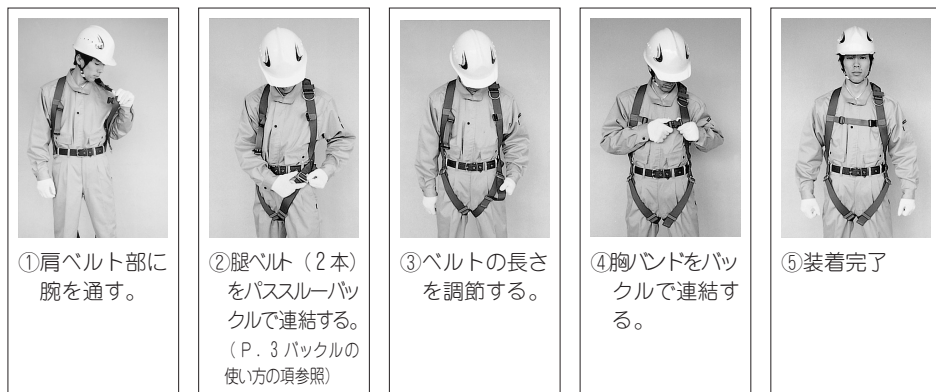 ①肩ベルト部に
腕を通す。
②腿ベルト（2本）
をパススルーバッ
クルで連結する。
（P．3 バックルの
使い方の項参照）
③ベルトの長さ
を調節する。
④胸バンドをバッ
クルで連結す
る。
⑤装着完了